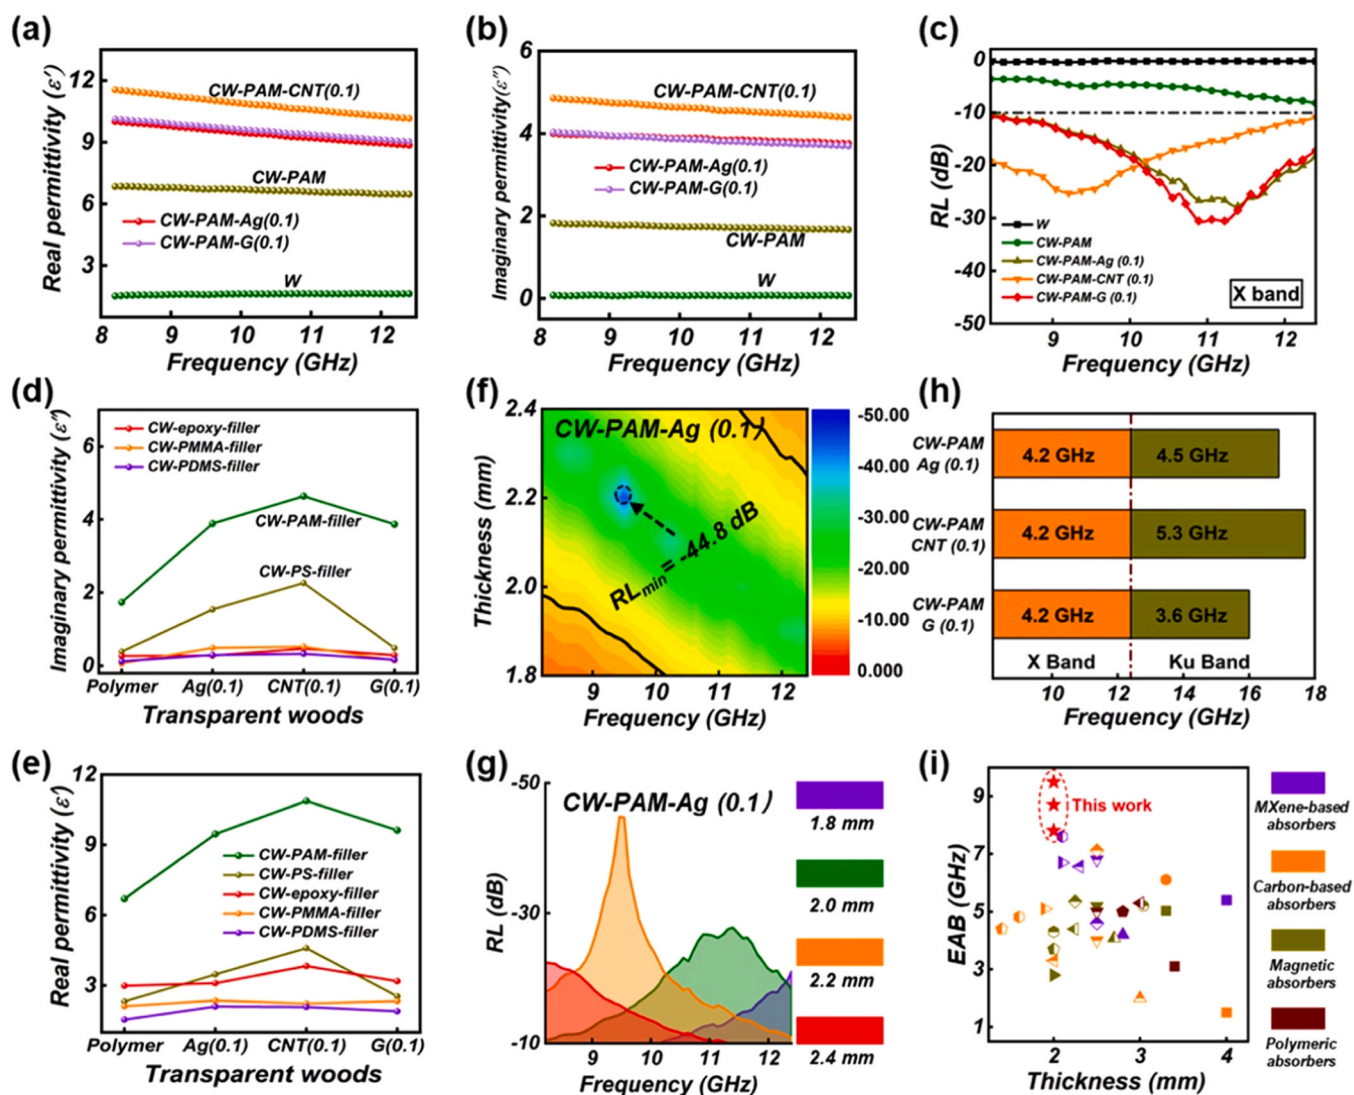 (a)
Real permittivity (ε′)
12
9
6
3
CW-PAM-CNT(0.1)
CW-PAM
CW-PAM-Ag(0.1)
CW-PAM-G(0.1)
W
8 9 10 11 12
Frequency (GHz)
(b)
Imaginary permittivity(ε″)
6
4
2
0
CW-PAM-CNT(0.1)
CW-PAM-Ag(0.1)
CW-PAM-G(0.1)
CW-PAM
W
8 9 10 11 12
Frequency (GHz)
(c)
RL (dB)
0
-10
-20
-30
-40
-50
W
CW-PAM
CW-PAM-Ag (0.1)
CW-PAM-CNT (0.1)
CW-PAM-G (0.1)
X band
9 10 11 12
Frequency (GHz)
(d)
Imaginary permittivity (ε″)
6
4
2
0
CW-epoxy-filler
CW-PMMA-filler
CW-PDMS-filler
CW-PAM-filler
CW-PS-filler
Polymer Ag(0.1) CNT(0.1) G(0.1)
Transparent woods
(f)
Thickness (mm)
2.4
2.2
2.0
1.8
CW-PAM-Ag (0.1)
RLmin = -44.8 dB
9 10 11 12
Frequency (GHz)
-50.00
-40.00
-30.00
-20.00
-10.00
0.000
(h)
CW-PAM
Ag (0.1)
4.2 GHz 4.5 GHz
CW-PAM
CNT (0.1)
4.2 GHz 5.3 GHz
CW-PAM
G (0.1)
4.2 GHz 3.6 GHz
X Band Ku Band
10 12 14 16 18
Frequency (GHz)
(e)
Real permittivity (ε′)
12
9
6
3
CW-PAM-filler
CW-PS-filler
CW-epoxy-filler
CW-PMMA-filler
CW-PDMS-filler
Polymer Ag(0.1) CNT(0.1) G(0.1)
Transparent woods
(g)
RL (dB)
-50
-30
-10
CW-PAM-Ag (0.1)
9 10 11 12
Frequency (GHz)
1.8 mm
2.0 mm
2.2 mm
2.4 mm
(i)
EAB (GHz)
9
7
5
3
1
This work
2 3 4
Thickness (mm)
MXene-based
absorbers
Carbon-based
absorbers
Magnetic
absorbers
Polymeric
absorbers